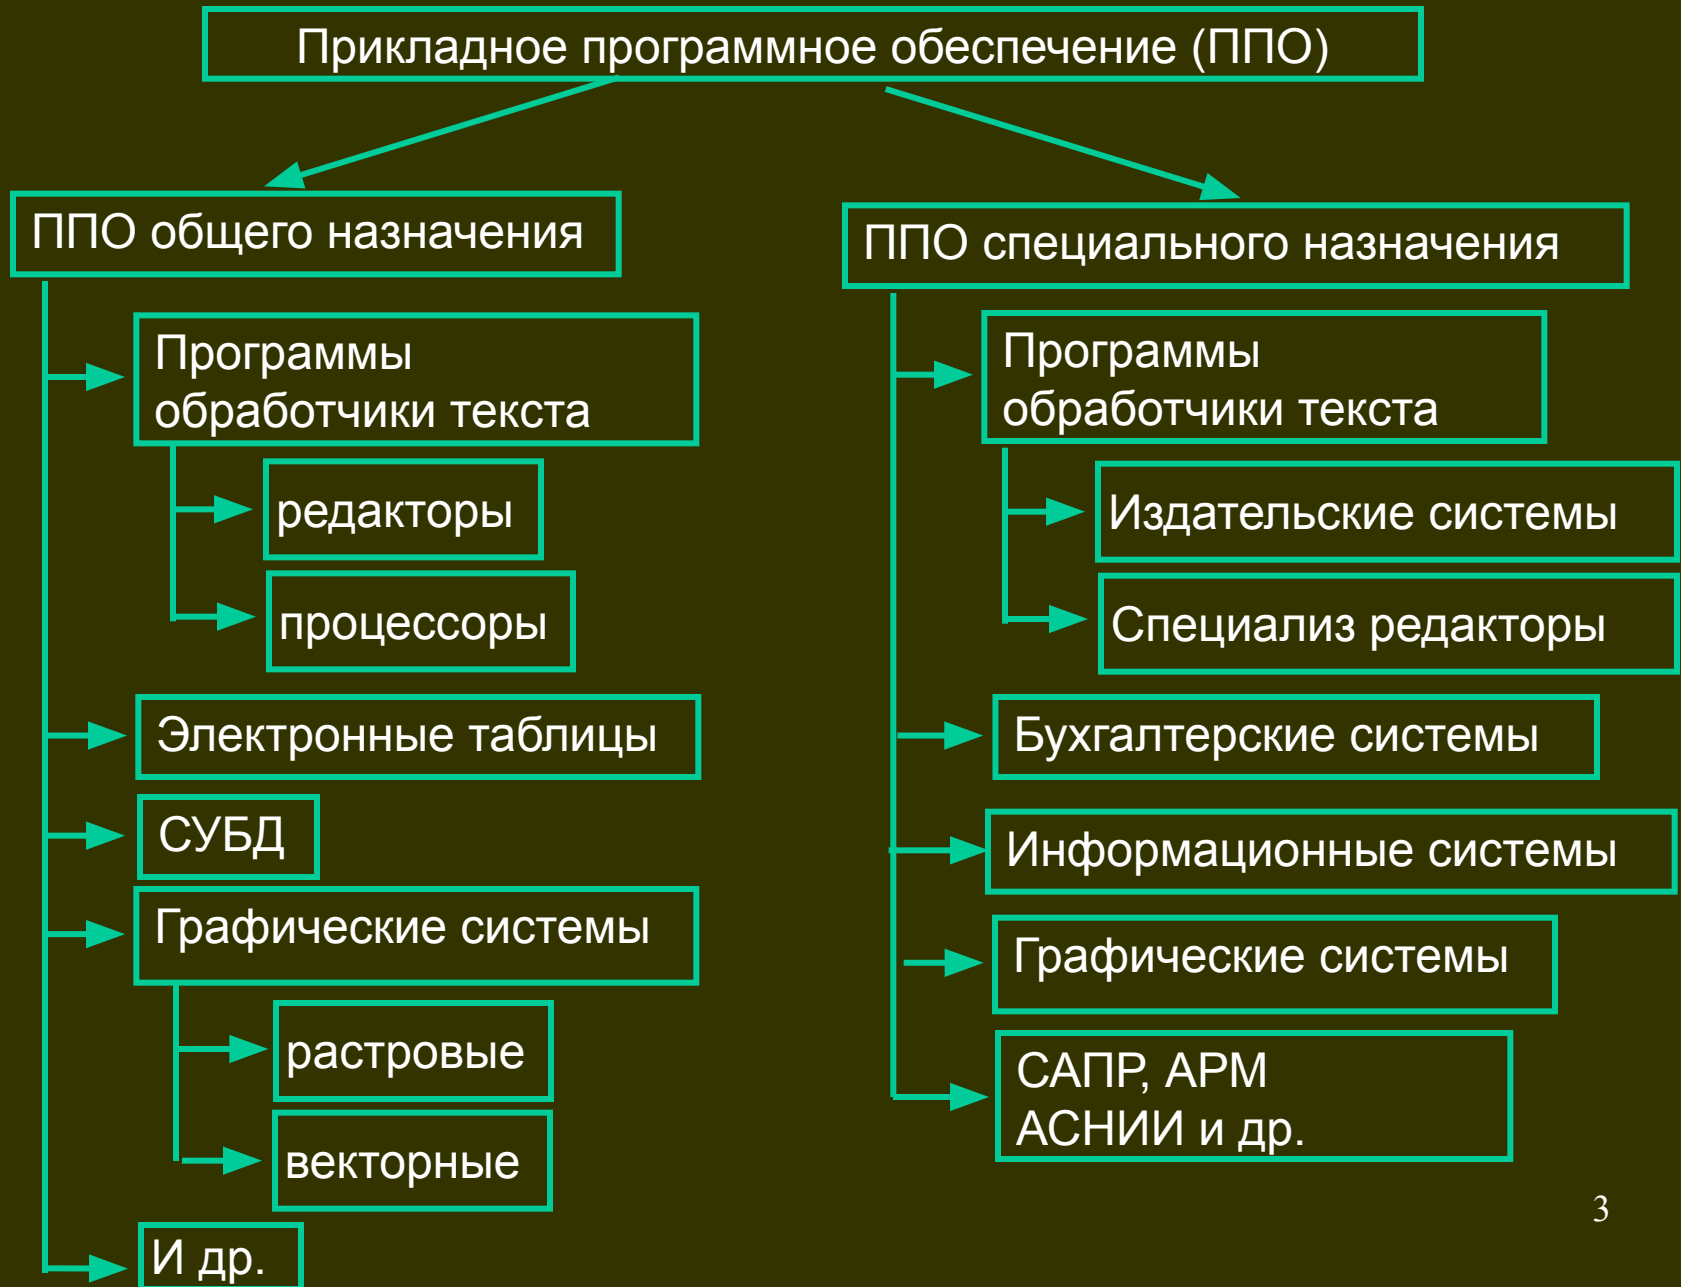 Прикладное программное обеспечение (ППО)
ППО общего назначения
Программы
обработчики текста
редакторы
процессоры
Электронные таблицы
СУБД
Графические системы
растровые
векторные
И др.
ППО специального назначения
Программы
обработчики текста
Издательские системы
Специализ редакторы
Бухгалтерские системы
Информационные системы
Графические системы
САПР, АРМ
АСНИИ и др.
3